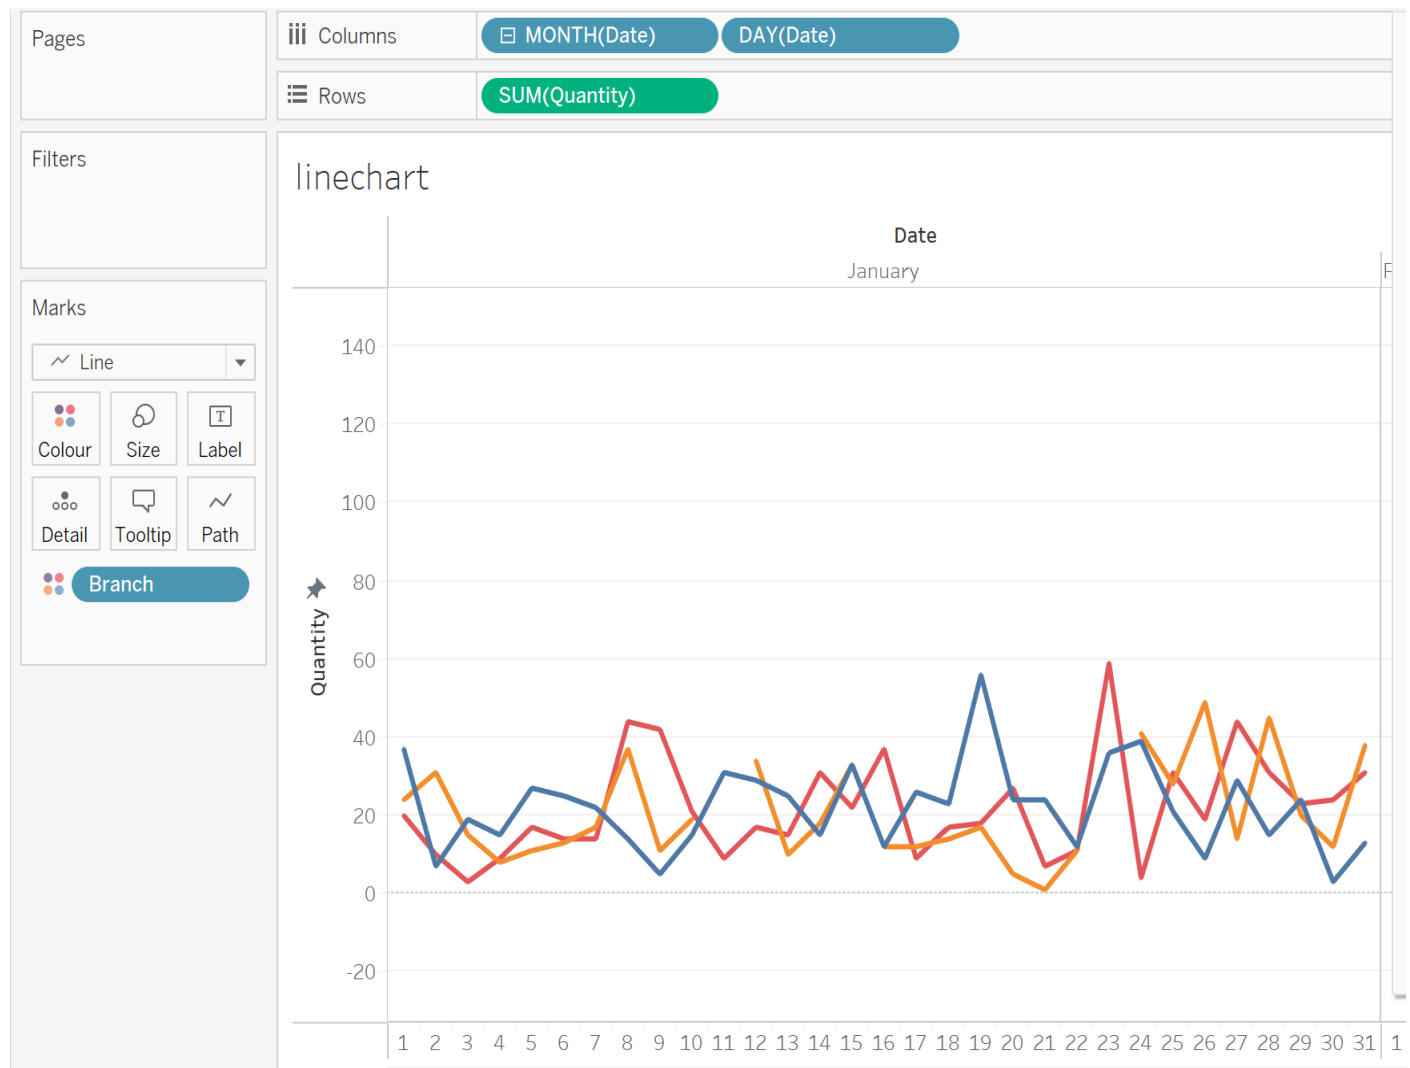 Pages
Columns
MONTH(Date)
DAY(Date)
Rows
SUM(Quantity)
Filters
Marks
Line
Colour
Size
T
Label
Detail
Tooltip
Path
Branch
linechart
Date
January
F
140
120
100
80
60
40
20
0
-20
Quantity
1 2 3 4 5 6 7 8 9 10 11 12 13 14 15 16 17 18 19 20 21 22 23 24 25 26 27 28 29 30 31 1